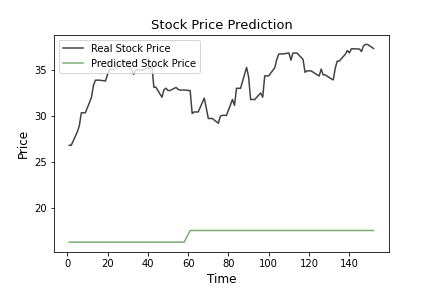 Stock Price Prediction
Real Stock Price
Predicted Stock Price
35
30
25
20
Price
0 20 40 60 80 100 120 140
Time